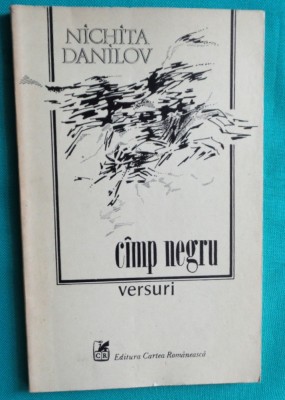 NICHITA
DANILOV
cîmp negru
versuri
CR Editura Cartea Românească